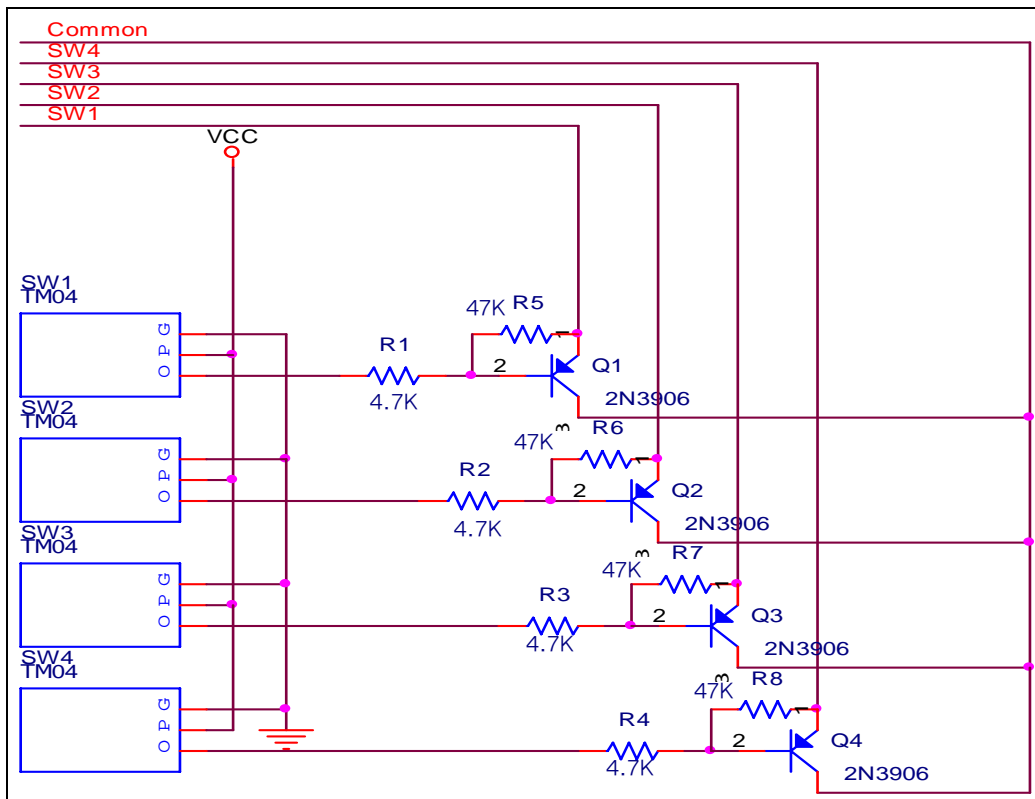 Common
SW4
SW3
SW2
SW1
VCC
SW1
TM04
G
P
O
47K
R5
1
R1
2
Q1
4.7K
2N3906
3
SW2
TM04
G
P
O
47K
R6
1
R2
2
Q2
4.7K
2N3906
3
SW3
TM04
G
P
O
47K
R7
1
R3
2
Q3
4.7K
2N3906
3
SW4
TM04
G
P
O
47K
R8
1
R4
2
Q4
4.7K
2N3906